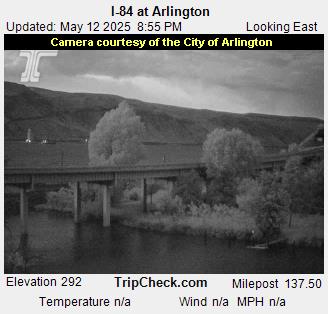 I-84 at Arlington
Updated: May 12 2025 8:55 PM Looking East
Camera courtesy of the City of Arlington
Elevation 292 TripCheck.com Milepost 137.50
Temperature n/a Wind n/a MPH n/a